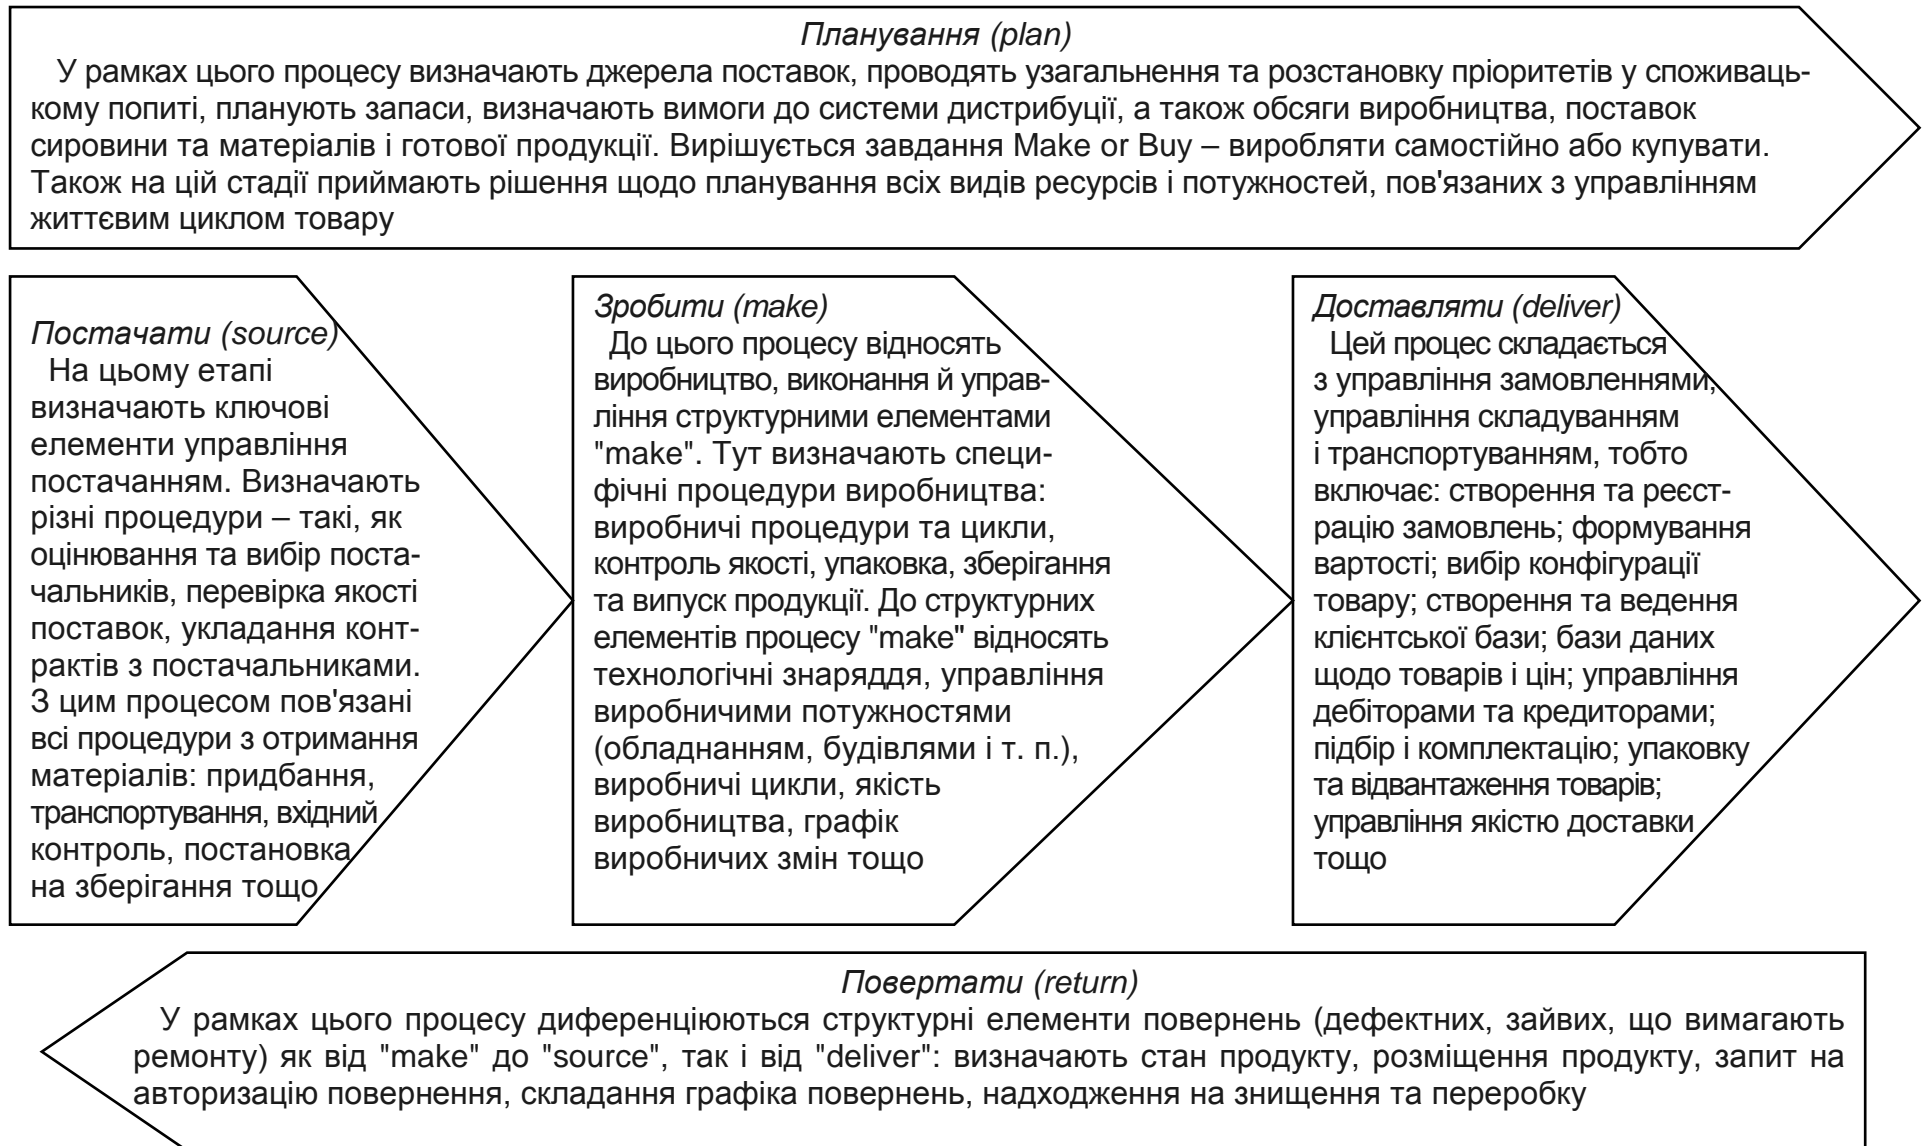 Планування (plan)
У рамках цього процесу визначають джерела поставок, проводять узагальнення та розстановку пріоритетів у споживаць-
кому попиті, планують запаси, визначають вимоги до системи дистрибуції, а також обсяги виробництва, поставок
сировини та матеріалів і готової продукції. Вирішується завдання Make or Buy – виробляти самостійно або купувати.
Також на цій стадії приймають рішення щодо планування всіх видів ресурсів і потужностей, пов'язаних з управлінням
життєвим циклом товару
Постачати (source)
На цьому етапі
визначають ключові
елементи управління
постачанням. Визначають
різні процедури – такі, як
оцінювання та вибір поста-
чальників, перевірка якості
поставок, укладання конт-
рактів з постачальниками.
З цим процесом пов'язані
всі процедури з отримання
матеріалів: придбання,
транспортування, вхідний
контроль, постановка
на зберігання тощо
Зробити (make)
До цього процесу відносять
виробництво, виконання й управ-
ління структурними елементами
"make". Тут визначають специ-
фічні процедури виробництва:
виробничі процедури та цикли,
контроль якості, упаковка, зберігання
та випуск продукції. До структурних
елементів процесу "make" відносять
технологічні знаряддя, управління
виробничими потужностями
(обладнанням, будівлями і т. п.),
виробничі цикли, якість
виробництва, графік
виробничих змін тощо
Доставляти (deliver)
Цей процес складається
з управління замовленнями,
управління складуванням
і транспортуванням, тобто
включає: створення та реєст-
рацію замовлень; формування
вартості; вибір конфігурації
товару; створення та ведення
клієнтської бази; бази даних
щодо товарів і цін; управління
дебіторами та кредиторами;
підбір і комплектацію; упаковку
та відвантаження товарів;
управління якістю доставки
тощо
Повертати (return)
У рамках цього процесу диференціюються структурні елементи повернень (дефектних, зайвих, що вимагають
ремонту) як від "make" до "source", так і від "deliver": визначають стан продукту, розміщення продукту, запит на
авторизацію повернення, складання графіка повернень, надходження на знищення та переробку